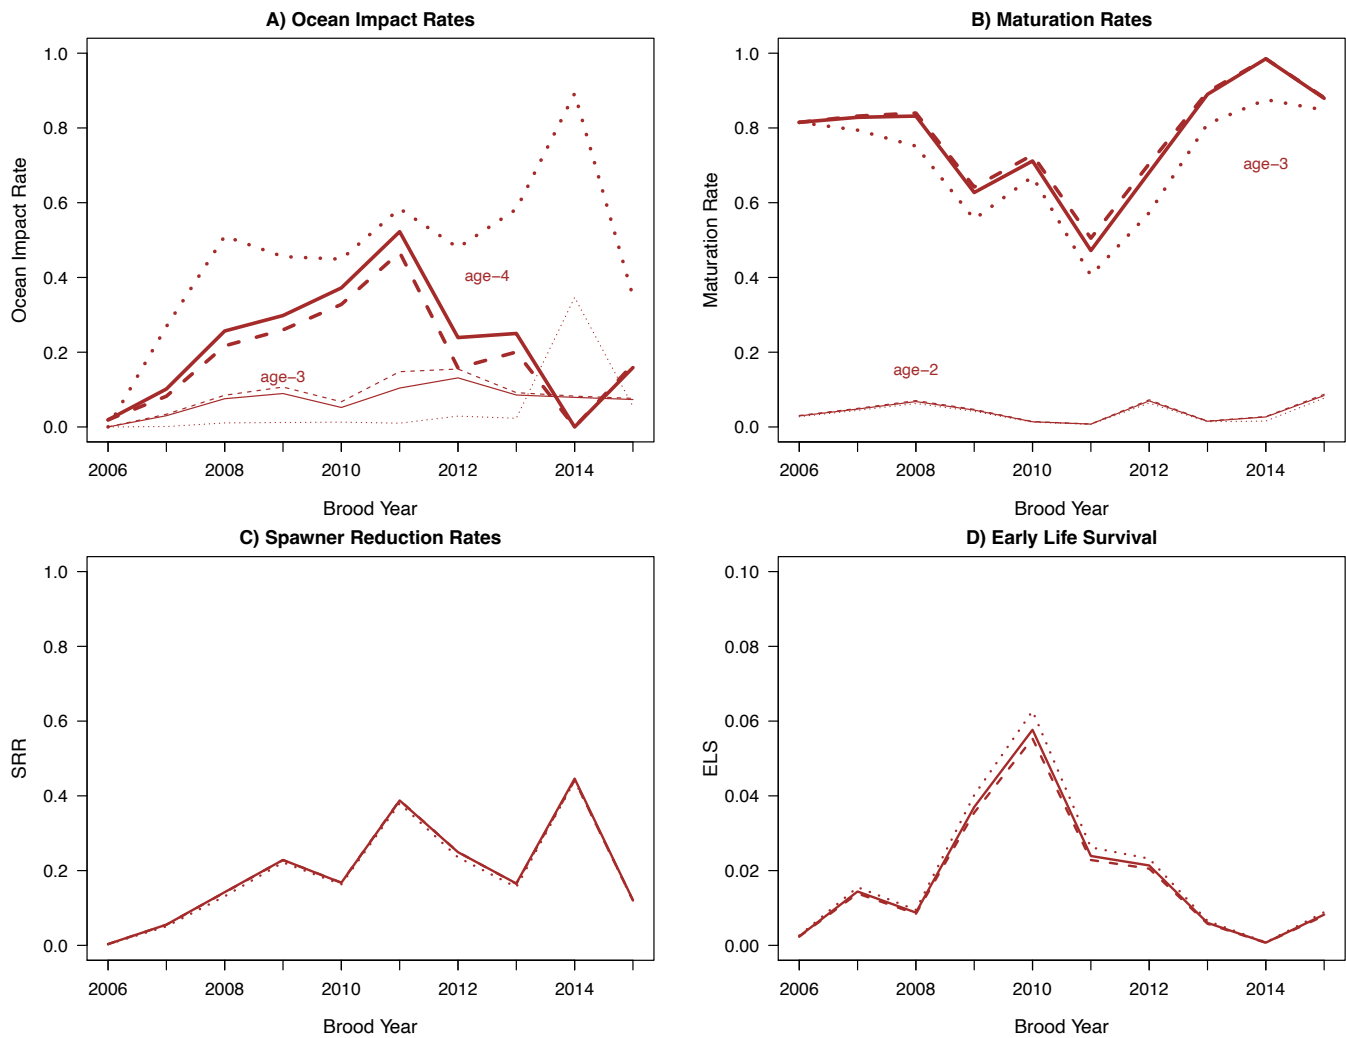 A) Ocean Impact Rates
1.0
0.8
0.6
0.4
0.2
0.0
Ocean Impact Rate
age−4
age−3
2006 2008 2010 2012 2014
Brood Year
B) Maturation Rates
1.0
0.8
0.6
0.4
0.2
0.0
Maturation Rate
age−3
age−2
2006 2008 2010 2012 2014
Brood Year
C) Spawner Reduction Rates
1.0
0.8
0.6
0.4
0.2
0.0
SRR
2006 2008 2010 2012 2014
Brood Year
D) Early Life Survival
0.10
0.08
0.06
0.04
0.02
0.00
ELS
2006 2008 2010 2012 2014
Brood Year